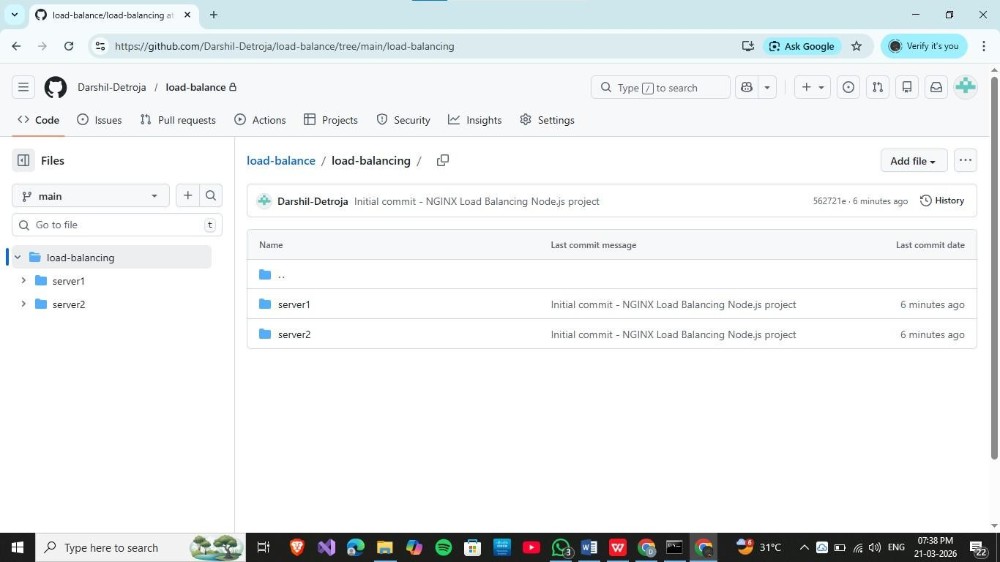 load-balance/load-balancing at
https://github.com/Darshil-Detroja/load-balance/tree/main/load-balancing
Ask Google
Verify it's you
Darshil-Detroja / load-balance
Type / to search
Code
Issues
Pull requests
Actions
Projects
Security
Insights
Settings
Files
load-balance / load-balancing /
Add file
main
Go to file
t
Darshil-Detroja Initial commit - NGINX Load Balancing Node.js project
562721e · 6 minutes ago
History
Name Last commit message Last commit date
..
server1 Initial commit - NGINX Load Balancing Node.js project 6 minutes ago
server2 Initial commit - NGINX Load Balancing Node.js project 6 minutes ago
load-balancing
server1
server2
Type here to search
3
6
31°C
ENG
07:38 PM
21-03-2026
22